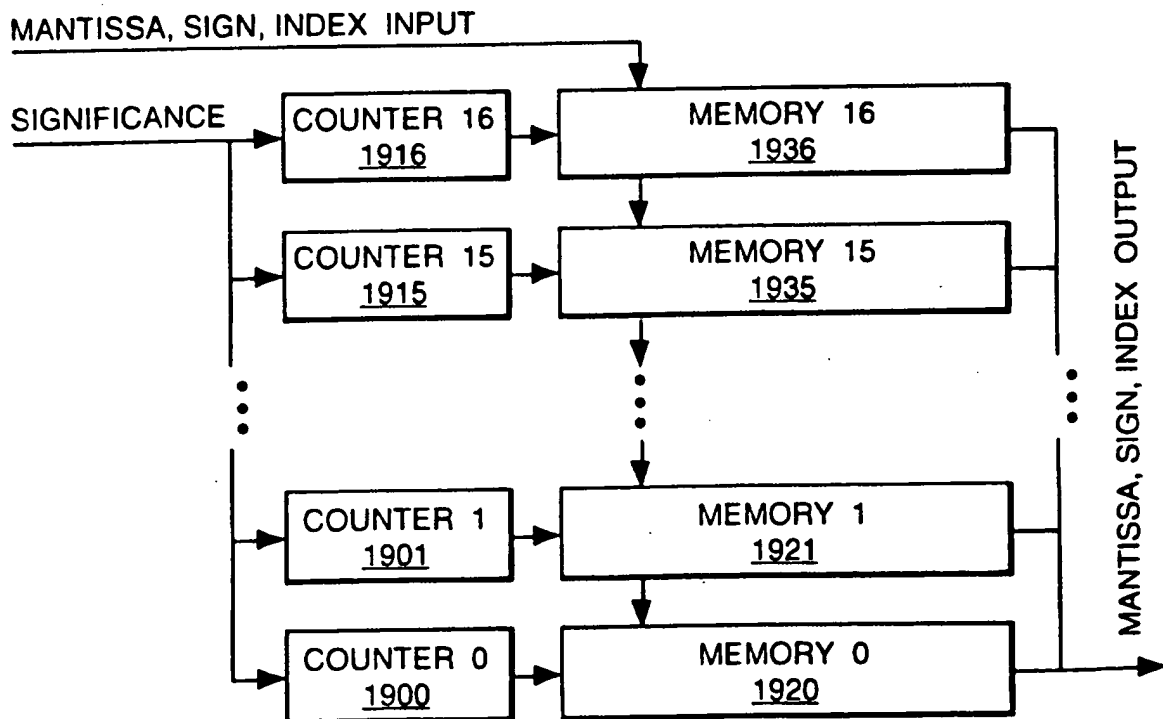 MANTISSA, SIGN, INDEX INPUT
SIGNIFICANCE
COUNTER 16
1916
MEMORY 16
1936
COUNTER 15
1915
MEMORY 15
1935
COUNTER 1
1901
MEMORY 1
1921
COUNTER 0
1900
MEMORY 0
1920
MANTISSA, SIGN, INDEX OUTPUT